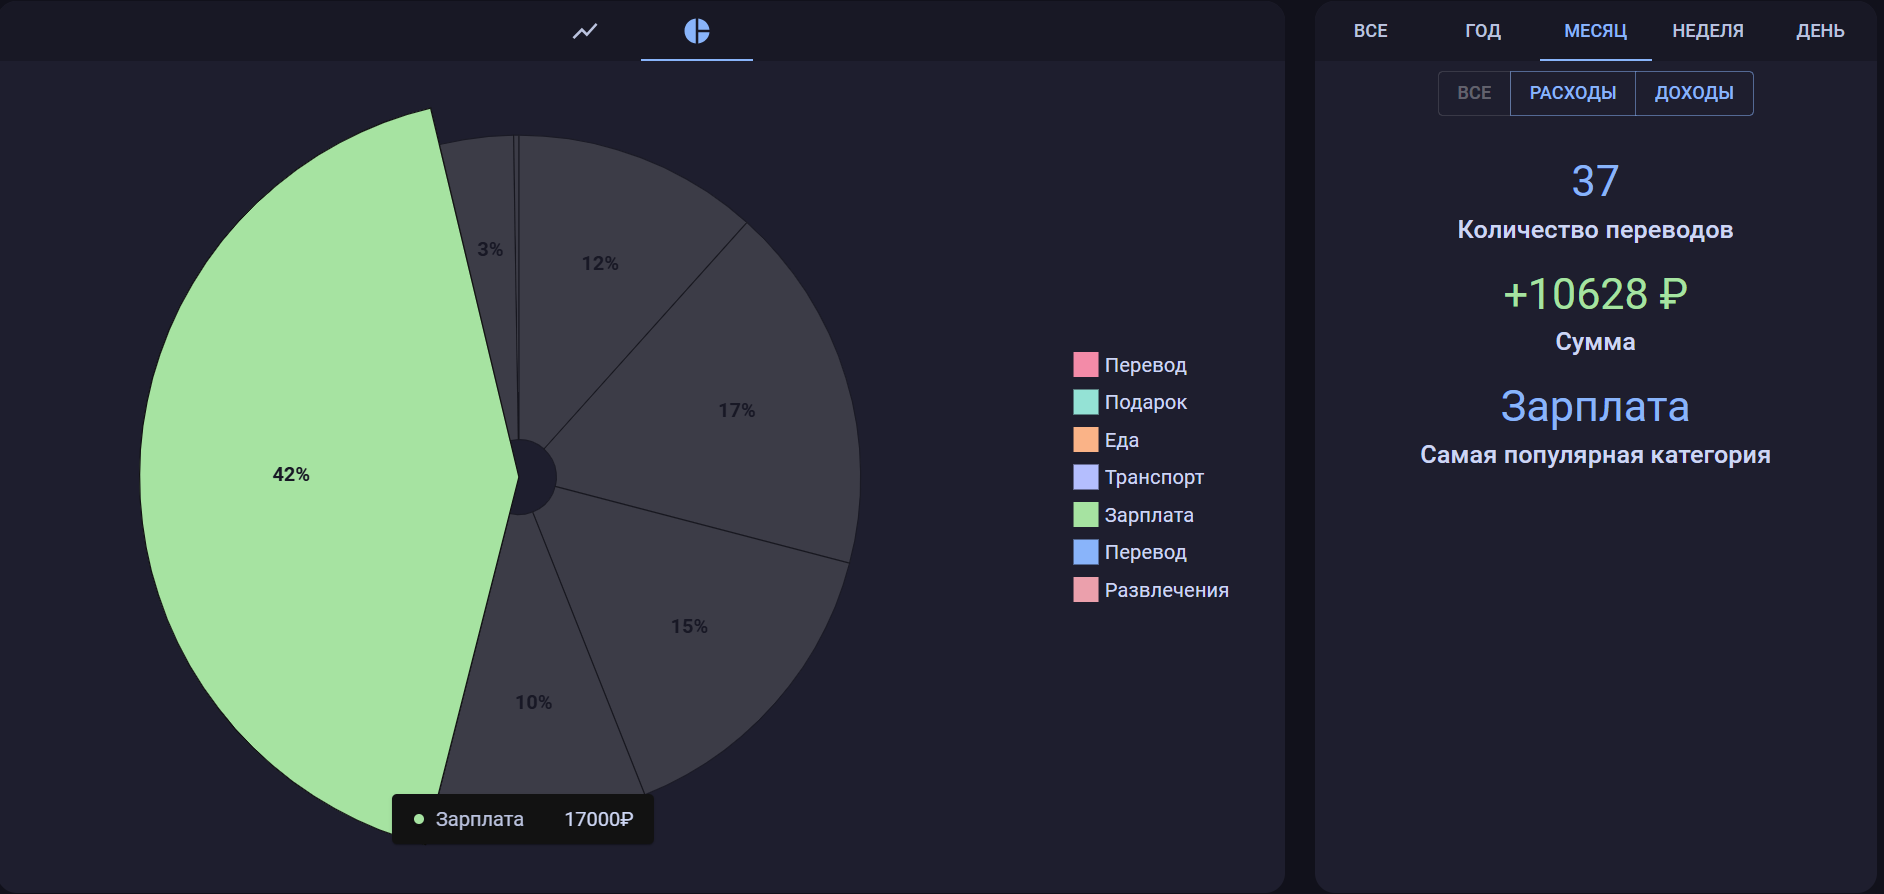 ВСЕ
ГОД
МЕСЯЦ
НЕДЕЛЯ
ДЕНЬ
ВСЕ
РАСХОДЫ
ДОХОДЫ
37
Количество переводов
+10628 ₽
Сумма
Зарплата
Самая популярная категория
3%
12%
17%
42%
15%
10%
Зарплата 17000₽
Перевод
Подарок
Еда
Транспорт
Зарплата
Перевод
Развлечения